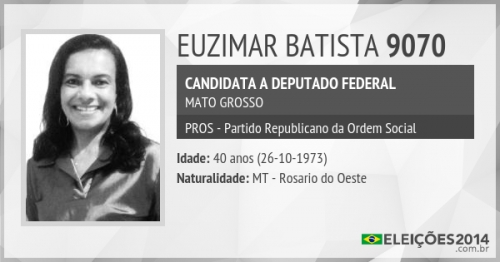 EUZIMAR BATISTA 9070
CANDIDATA A DEPUTADO FEDERAL
MATO GROSSO
PROS - Partido Republicano da Ordem Social
Idade: 40 anos (26-10-1973)
Naturalidade: MT - Rosario do Oeste
ELEIÇÕES2014
.com.br